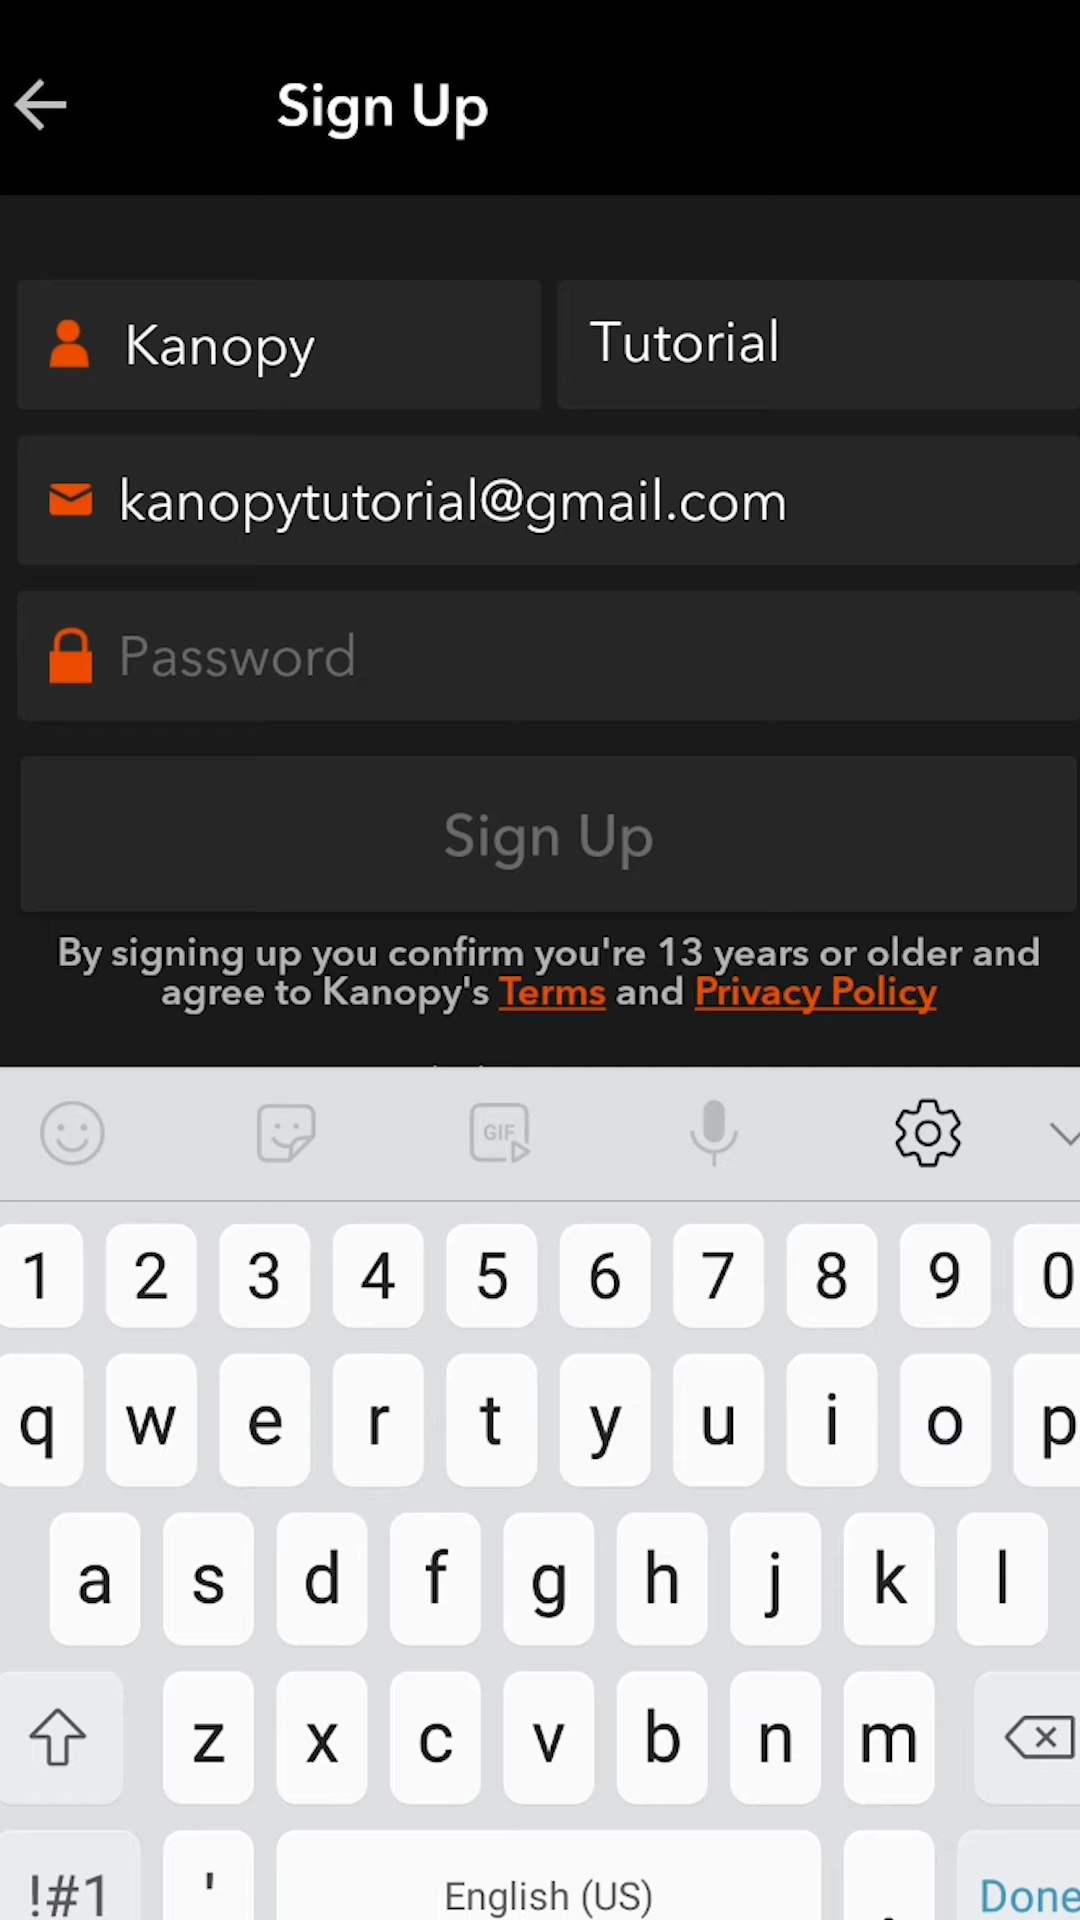 Sign Up
Kanopy
Tutorial
kanopytutorial@gmail.com
Password
Sign Up
By signing up you confirm you're 13 years or older and
agree to Kanopy's Terms and Privacy Policy
GIF
1 2 3 4 5 6 7 8 9 0
q w e r t y u i o p
a s d f g h j k l
z x c v b n m
!#1 ' English (US) . Done